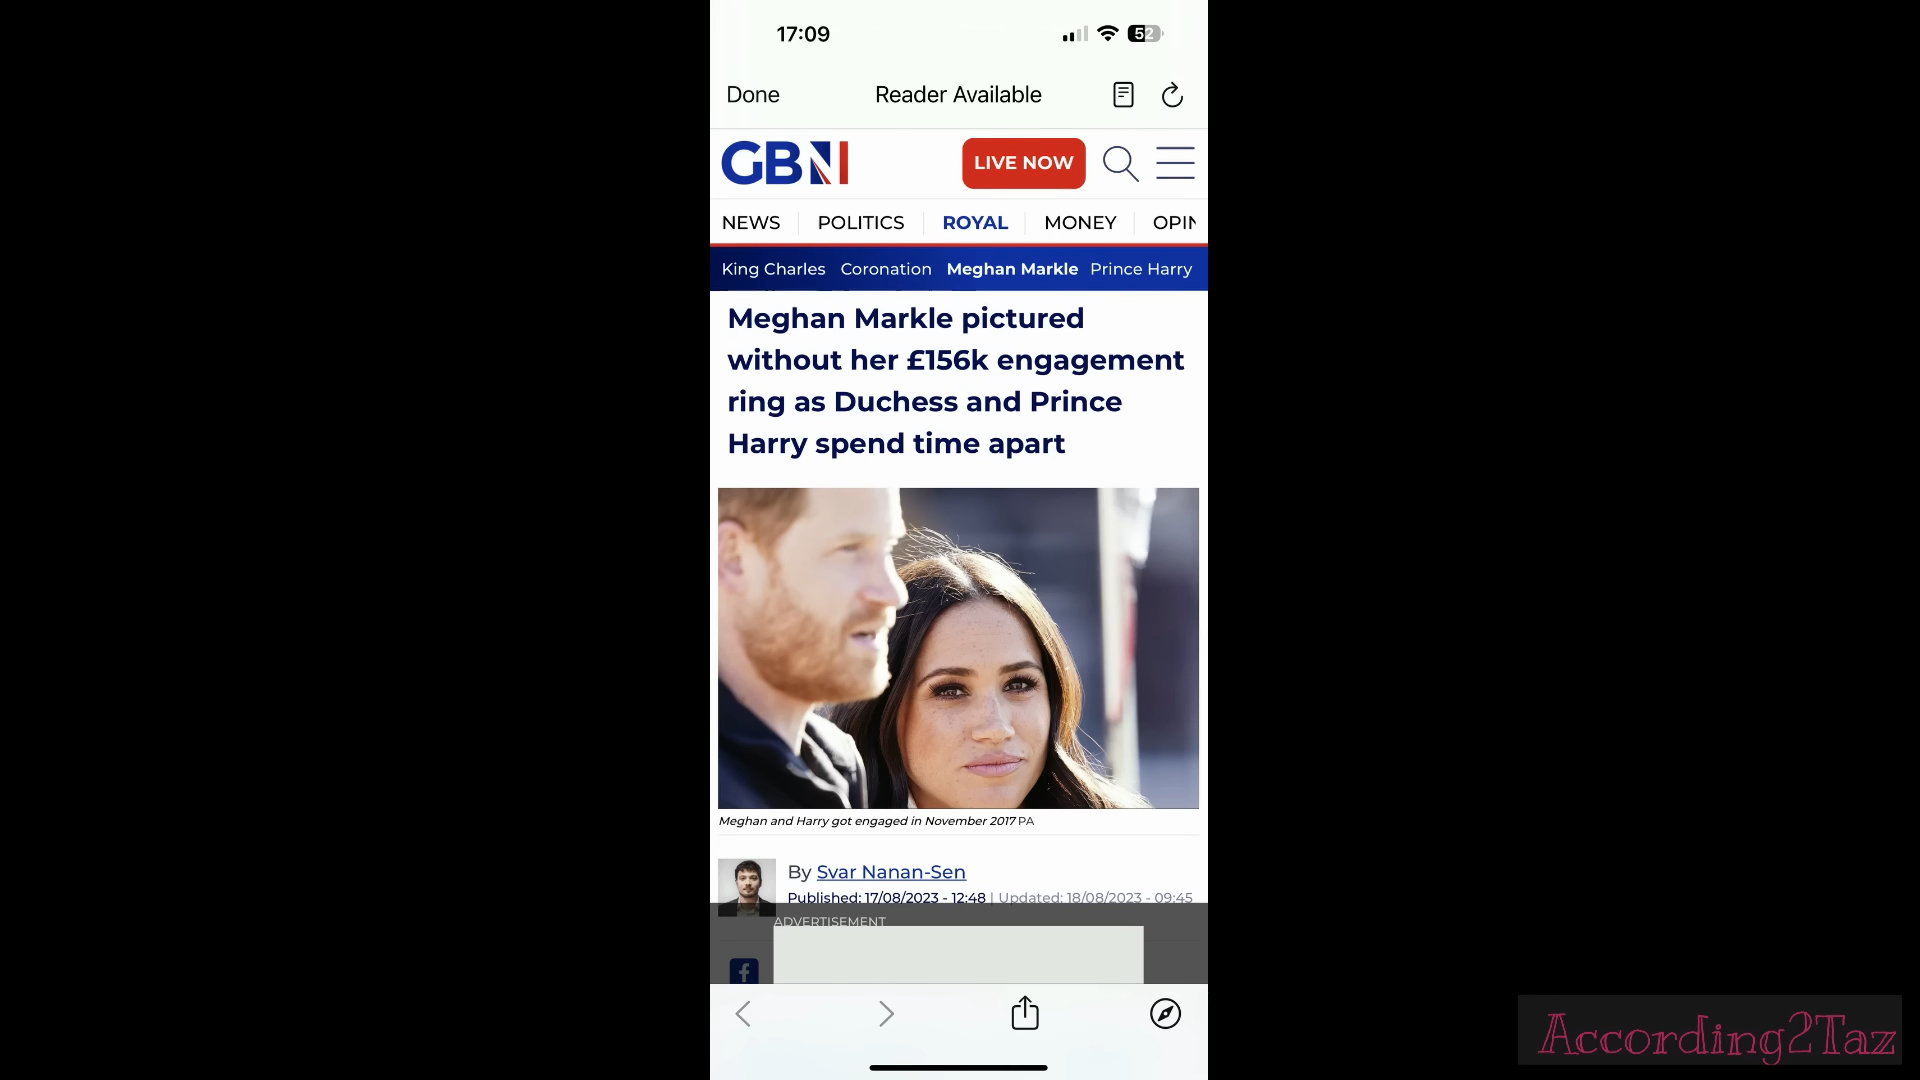 17:09
52
Done
Reader Available
GBN
LIVE NOW
NEWS
POLITICS
ROYAL
MONEY
OPIN
King Charles
Coronation
Meghan Markle
Prince Harry
Meghan Markle pictured
without her £156k engagement
ring as Duchess and Prince
Harry spend time apart
Meghan and Harry got engaged in November 2017 PA
By Svar Nanan-Sen
Published: 17/08/2023 - 12:48 | Updated: 18/08/2023 - 09:45
ADVERTISEMENT
According2Taz